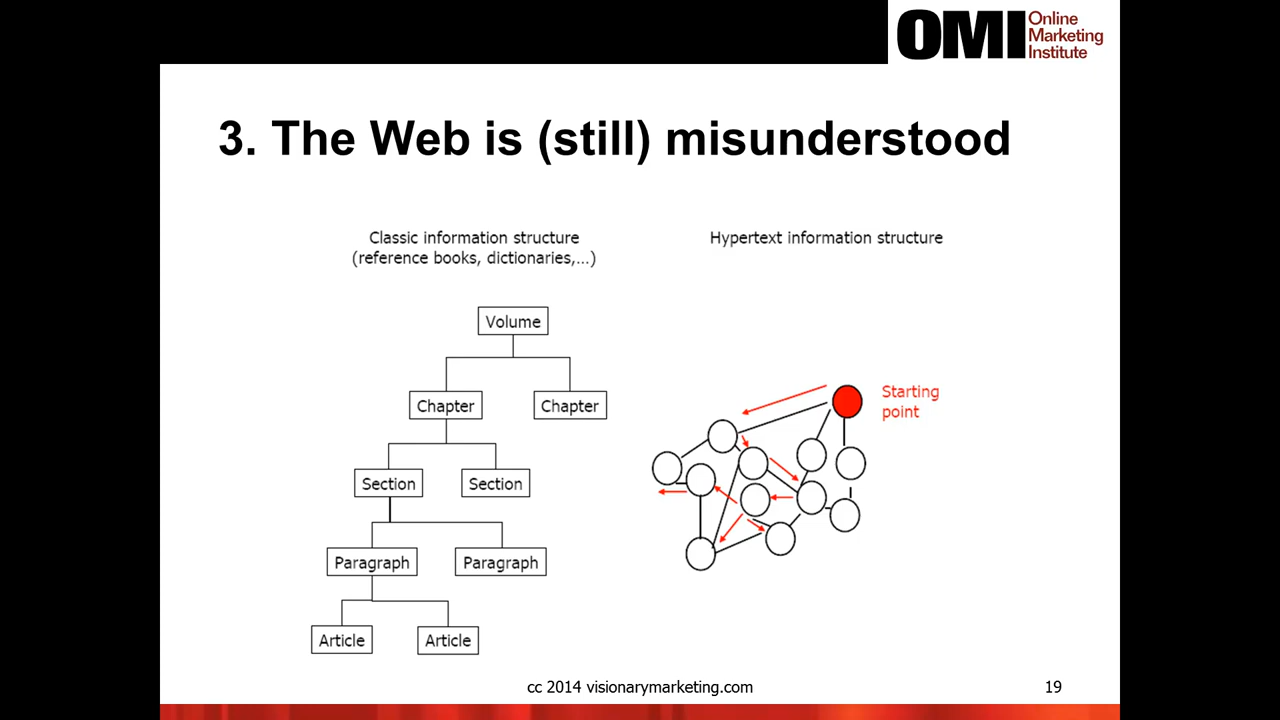 OMI Online
Marketing
Institute
3. The Web is (still) misunderstood
Classic information structure
(reference books, dictionaries,...)
Hypertext information structure
Volume
Chapter Chapter
Starting
point
Section Section
Paragraph Paragraph
Article Article
cc 2014 visionarymarketing.com
19